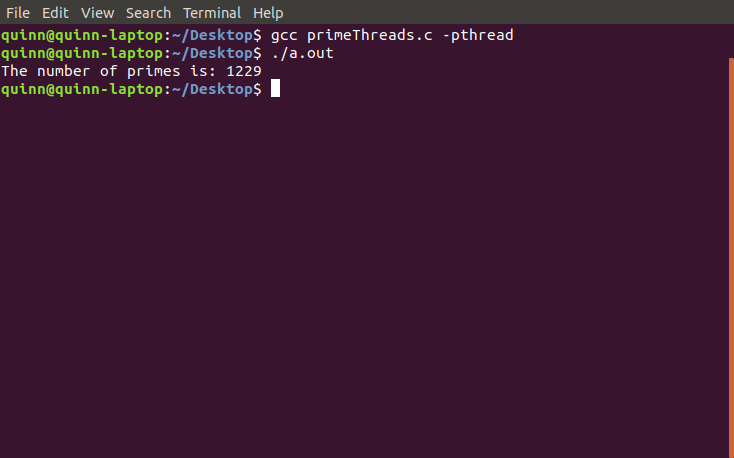 File Edit View Search Terminal Help
quinn@quinn-laptop:~/Desktop$ gcc primeThreads.c -pthread
quinn@quinn-laptop:~/Desktop$ ./a.out
The number of primes is: 1229
quinn@quinn-laptop:~/Desktop$